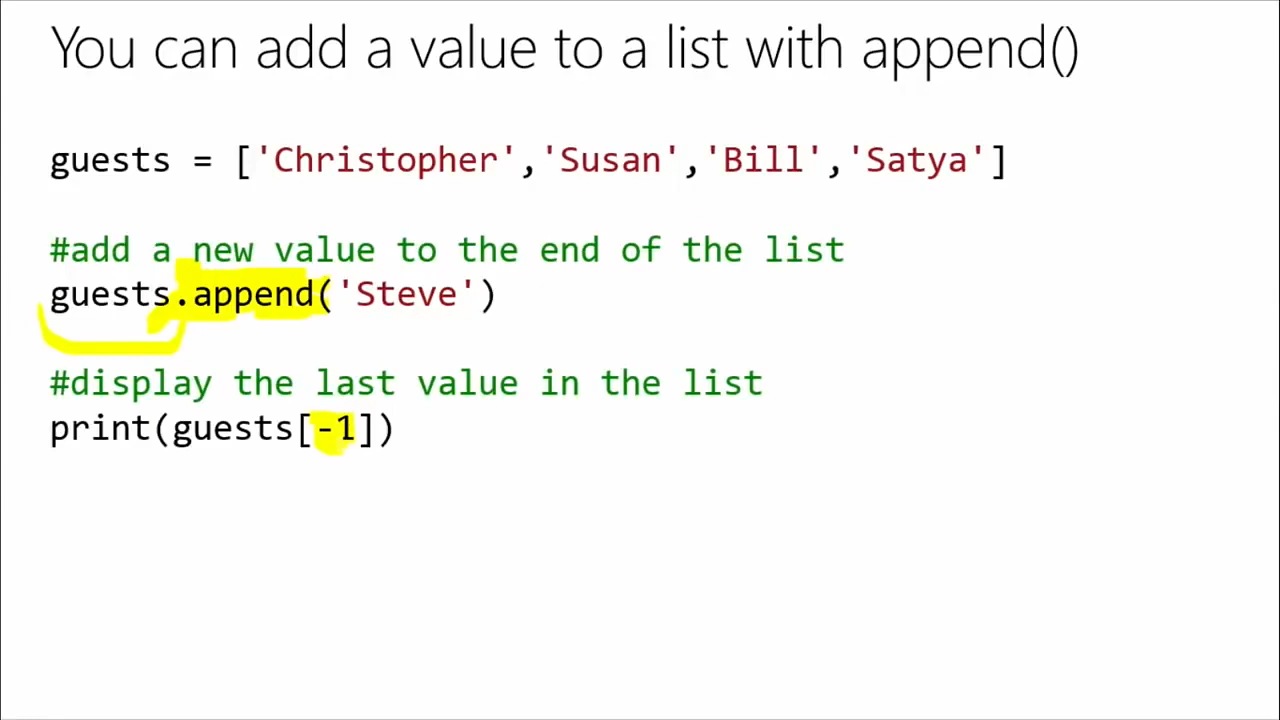 You can add a value to a list with append()
guests = ['Christopher','Susan','Bill','Satya']
#add a new value to the end of the list
guests.append('Steve')
#display the last value in the list
print(guests[-1])